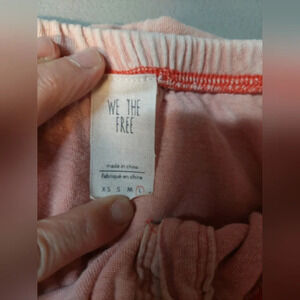 WE THE
FREE
made in china
fabriqué en chine
XS S M L